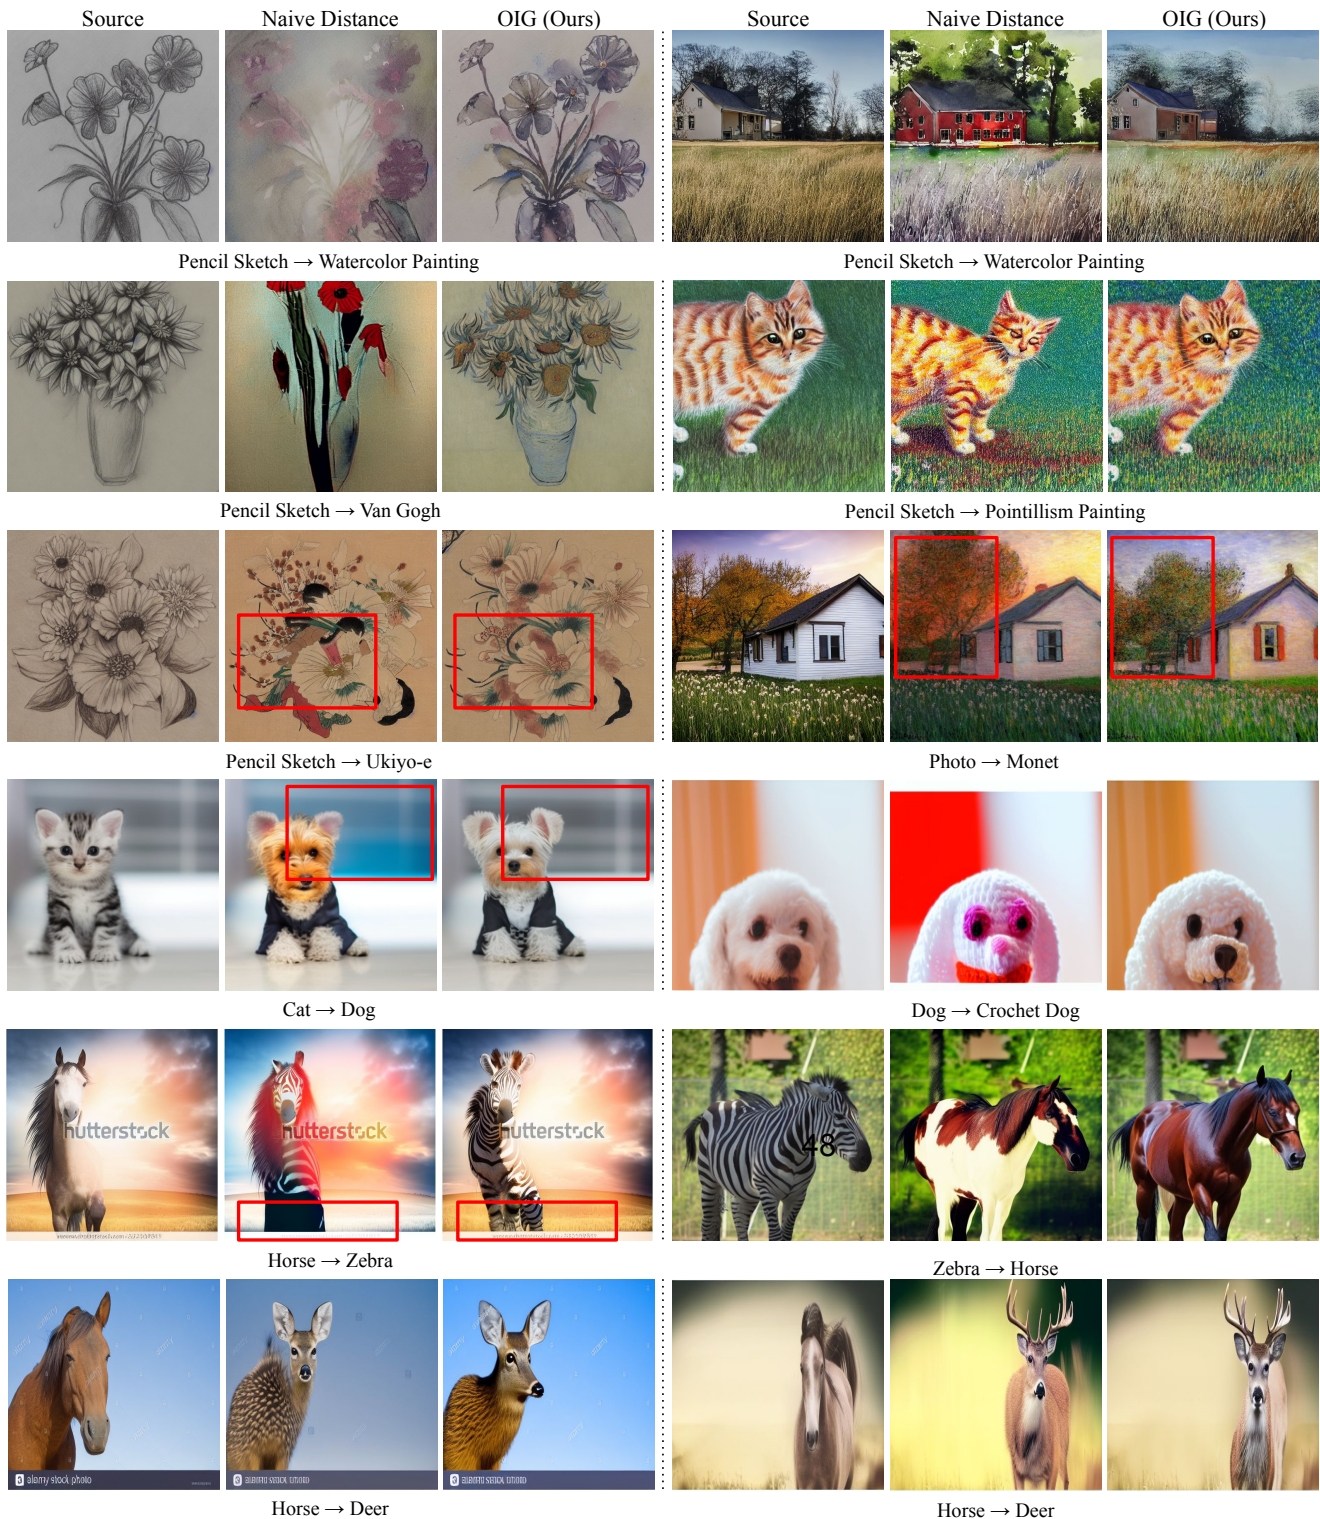 Source Naive Distance OIG (Ours) Source Naive Distance OIG (Ours)
Pencil Sketch → Watercolor Painting Pencil Sketch → Watercolor Painting
Pencil Sketch → Van Gogh Pencil Sketch → Pointillism Painting
Pencil Sketch → Ukiyo-e Photo → Monet
Cat → Dog Dog → Crochet Dog
hutterstock hutterstock hutterstock 48
Horse → Zebra Zebra → Horse
alamy stock photo
Horse → Deer Horse → Deer